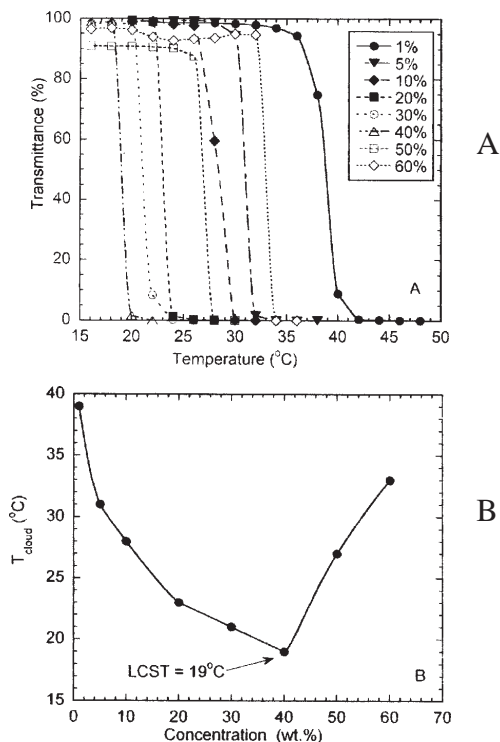 100
80
60
40
20
0
Transmittance (%)
15 20 25 30 35 40 45 50
Temperature (°C)
1%
5%
10%
20%
30%
40%
50%
60%
A
A
40
35
30
25
20
15
T cloud (°C)
0 10 20 30 40 50 60 70
Concentration (wt.%)
LCST = 19°C
B
B